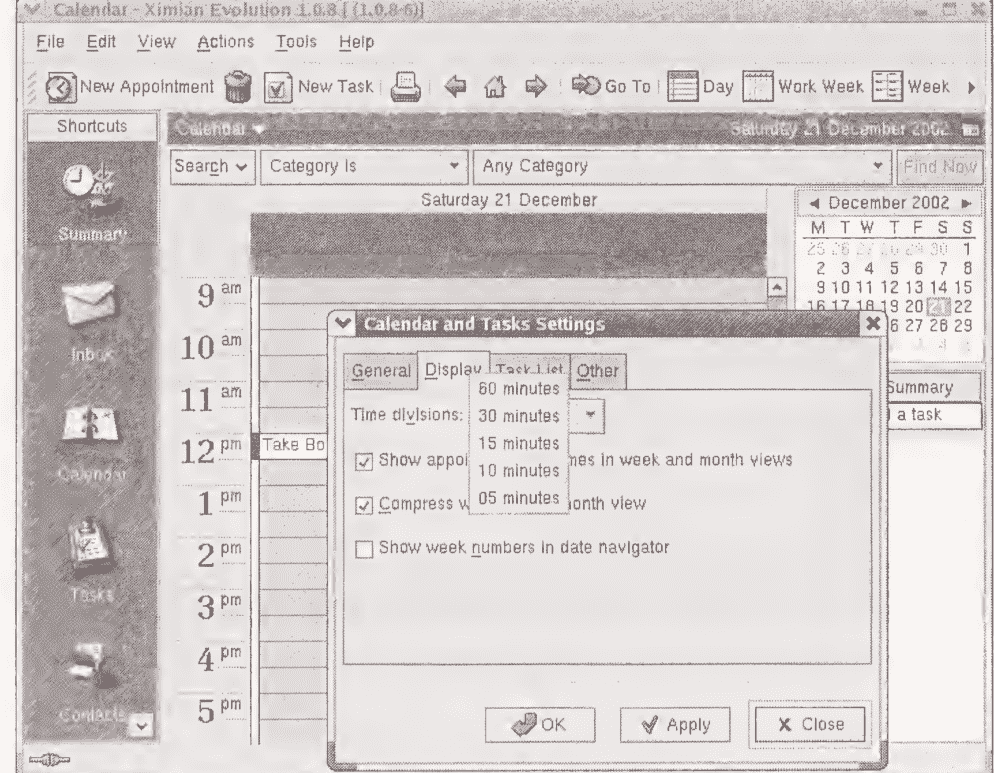 Calendar - Ximian Evolution 1.0.8 [ (1.0.8-6)]
File Edit View Actions Tools Help
New Appointment New Task Go To Day Work Week Week
Shortcuts
Calendar
Saturday 21 December 2002
Search Category is Any Category Find Now
Summary
Inbox
Calendar
Tasks
Contacts
Saturday 21 December
9 am
10 am
11 am
12 pm Take Bo
1 pm
2 pm
3 pm
4 pm
5 pm
December 2002
M T W T F S S
25 26 27 28 29 30 1
2 3 4 5 6 7 8
9 10 11 12 13 14 15
16 17 18 19 20 21 22
6 27 28 29
Summary
a task
Calendar and Tasks Settings
General Display Task List Other
Time divisions:
60 minutes
30 minutes
15 minutes
10 minutes
05 minutes
Show appoi mes in week and month views
Compress w onth view
Show week numbers in date navigator
OK Apply Close